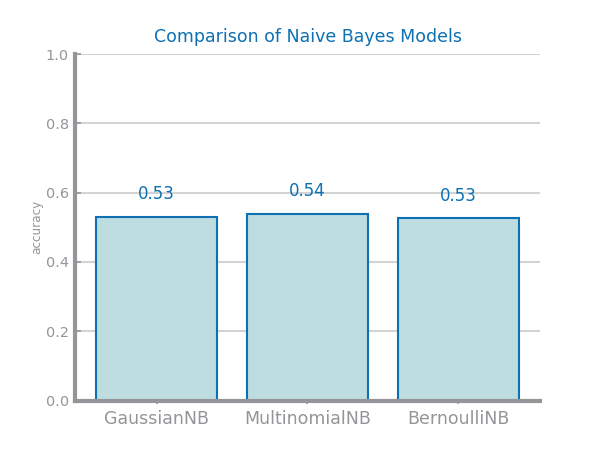 Comparison of Naive Bayes Models
1.0
0.8
0.6
0.4
0.2
0.0
accuracy
0.53
0.54
0.53
GaussianNB
MultinomialNB
BernoulliNB